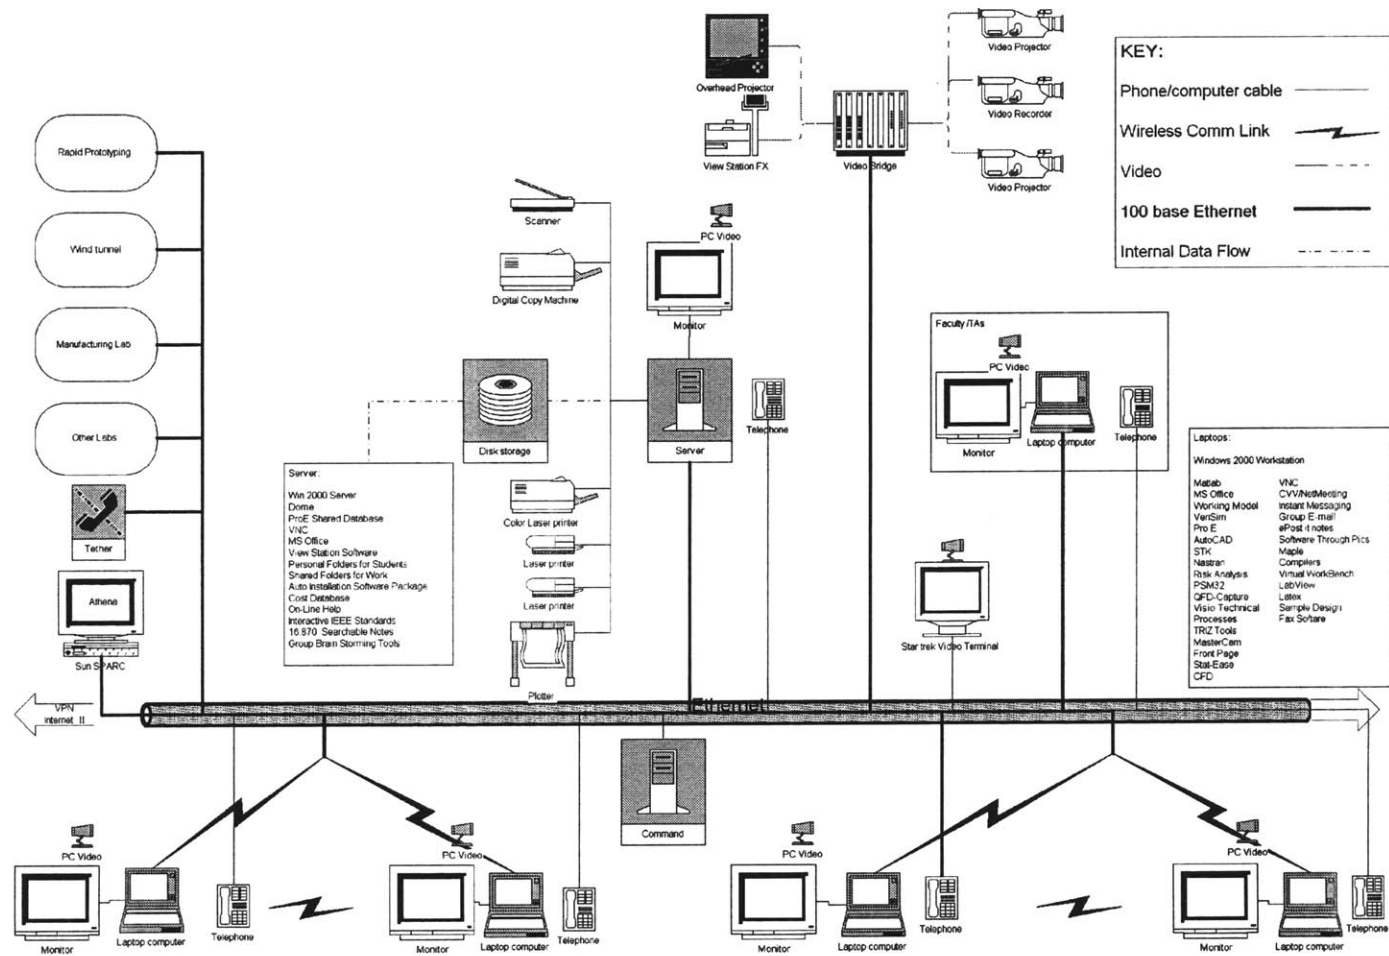 Overhead Projector
View Station FX
Video Bridge
Video Projector
Video Recorder
Video Projector
KEY:
Phone/computer cable
Wireless Comm Link
Video
100 base Ethernet
Internal Data Flow
Rapid Prototyping
Wind tunnel
Manufacturing Lab
Other Labs
Tether
Athena
Sun SPARC
Scanner
Digital Copy Machine
PC Video
Monitor
Disk storage
Server
Telephone
Server:
Win 2000 Server
Dome
ProE Shared Database
VNC
MS Office
View Station Software
Personal Folders for Students
Shared Folders for Work
Auto Installation Software Package
Cost Database
On-Line Help
Interactive IEEE Standards
16.870 Searchable Notes
Group Brain Storming Tools
Color Laser printer
Laser printer
Laser printer
Plotter
Faculty /TAs
PC Video
Monitor
Laptop computer
Telephone
Star trek Video Terminal
Laptops:
Windows 2000 Workstation
Matlab
MS Office
Working Model
VenSim
Pro E
AutoCAD
STK
Nastran
Risk Analysis
PSM32
QFD-Capture
Visio Technical
Processes
TRIZ Tools
MasterCam
Front Page
Stat-Ease
CFD
VNC
CVV/NetMeeting
Instant Messaging
Group E-mail
ePost it notes
Software Through Pics
Maple
Compilers
Virtual WorkBench
LabView
Latex
Sample Design
Fax Softare
VPN
internet II
Ethernet
Command
PC Video
Monitor
Laptop computer
Telephone
PC Video
Monitor
Laptop computer
Telephone
PC Video
Monitor
Laptop computer
Telephone
PC Video
Monitor
Laptop computer
Telephone